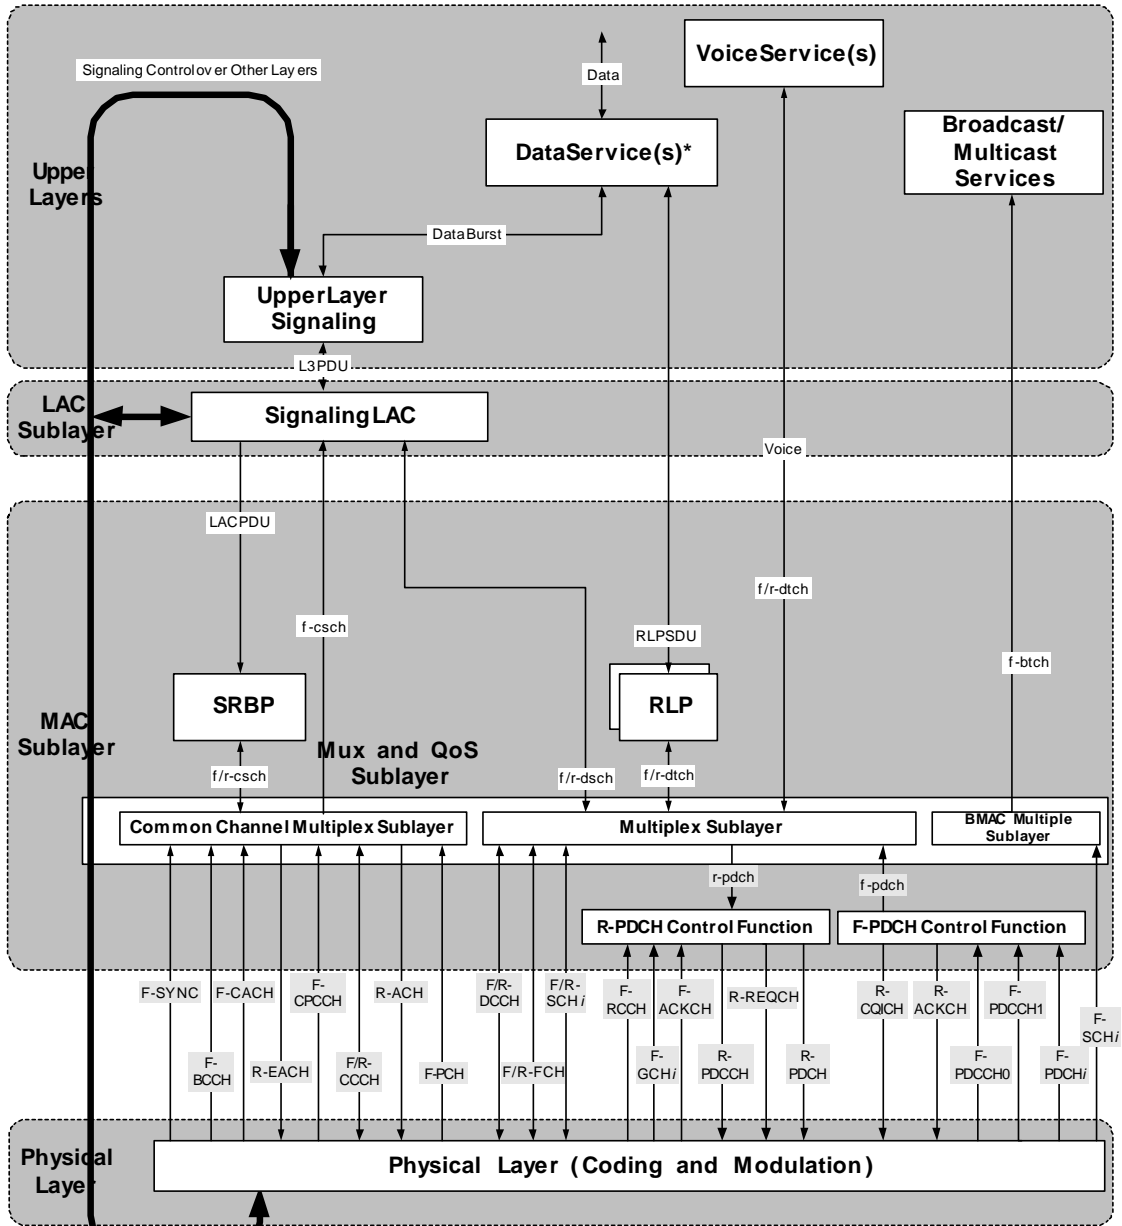 VoiceService(s)
Signaling Controlover Other Layers
Data
Broadcast/
Multicast
Services
DataService(s)*
Upper
Layers
DataBurst
UpperLayer
Signaling
L3PDU
LAC
Sublayer
SignalingLAC
Voice
LACPDU
f/r-dtch
f-csch
RLPSDU
f-btch
SRBP
RLP
MAC
Sublayer
Mux and QoS
Sublayer
f/r-csch
f/r-dsch
f/r-dtch
Common Channel Multiplex Sublayer
Multiplex Sublayer
BMAC Multiple
Sublayer
r-pdch
f-pdch
R-PDCH Control Function
F-PDCH Control Function
F-SYNC
F-CACH
F-
CPCCH
R-ACH
F/R-
DCCH
F/R-
SCHi
F-
RCCH
F-
ACKCH
R-REQCH
R-
CQICH
R-
ACKCH
F-
PDCCH1
F-
SCHi
F-
BCCH
R-EACH
F/R-
CCCH
F-PCH
F/R-FCH
F-
GCHi
R-
PDCCH
R-
PDCH
F-
PDCCH0
F-
PDCHi
Physical
Layer
Physical Layer (Coding and Modulation)